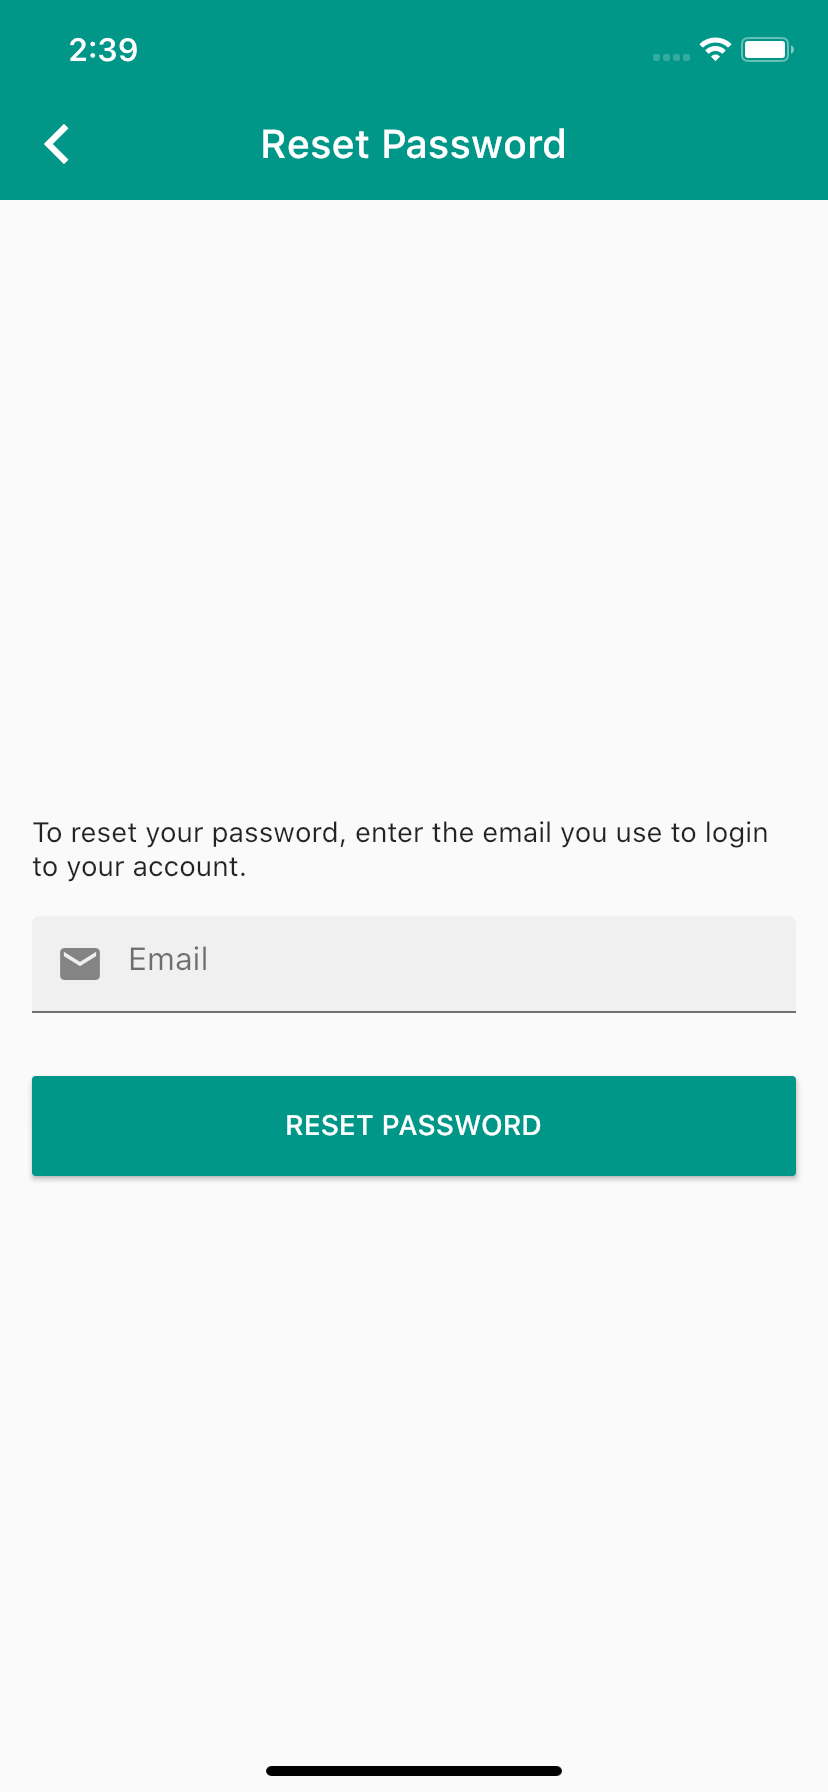 2:39
Reset Password
To reset your password, enter the email you use to login
to your account.
Email
RESET PASSWORD